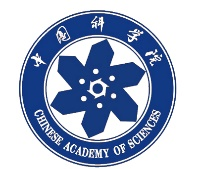 中国科学院
CHINESE ACADEMY OF SCIENCES